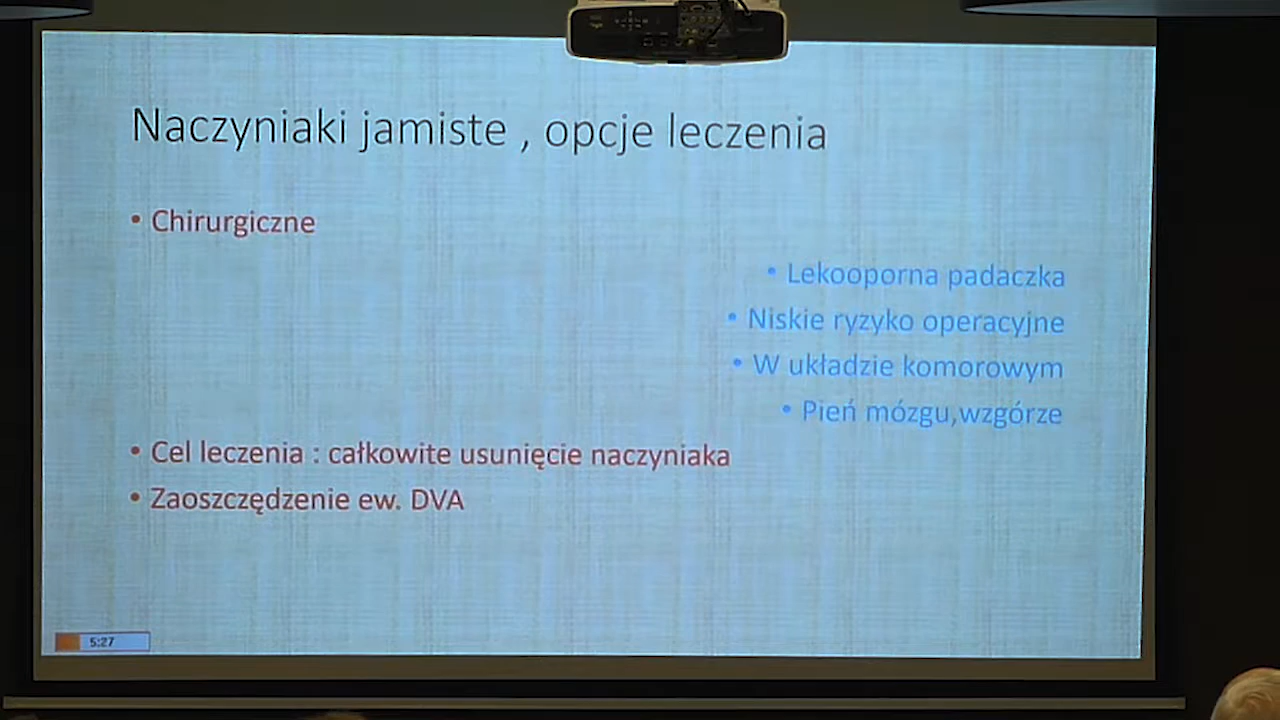 Naczyniaki jamiste , opcje leczenia
• Chirurgiczne
• Lekooporna padaczka
• Niskie ryzyko operacyjne
• W układzie komorowym
• Pień mózgu,wzgórze
• Cel leczenia : całkowite usunięcie naczyniaka
• Zaoszczędzenie ew. DVA
5:27